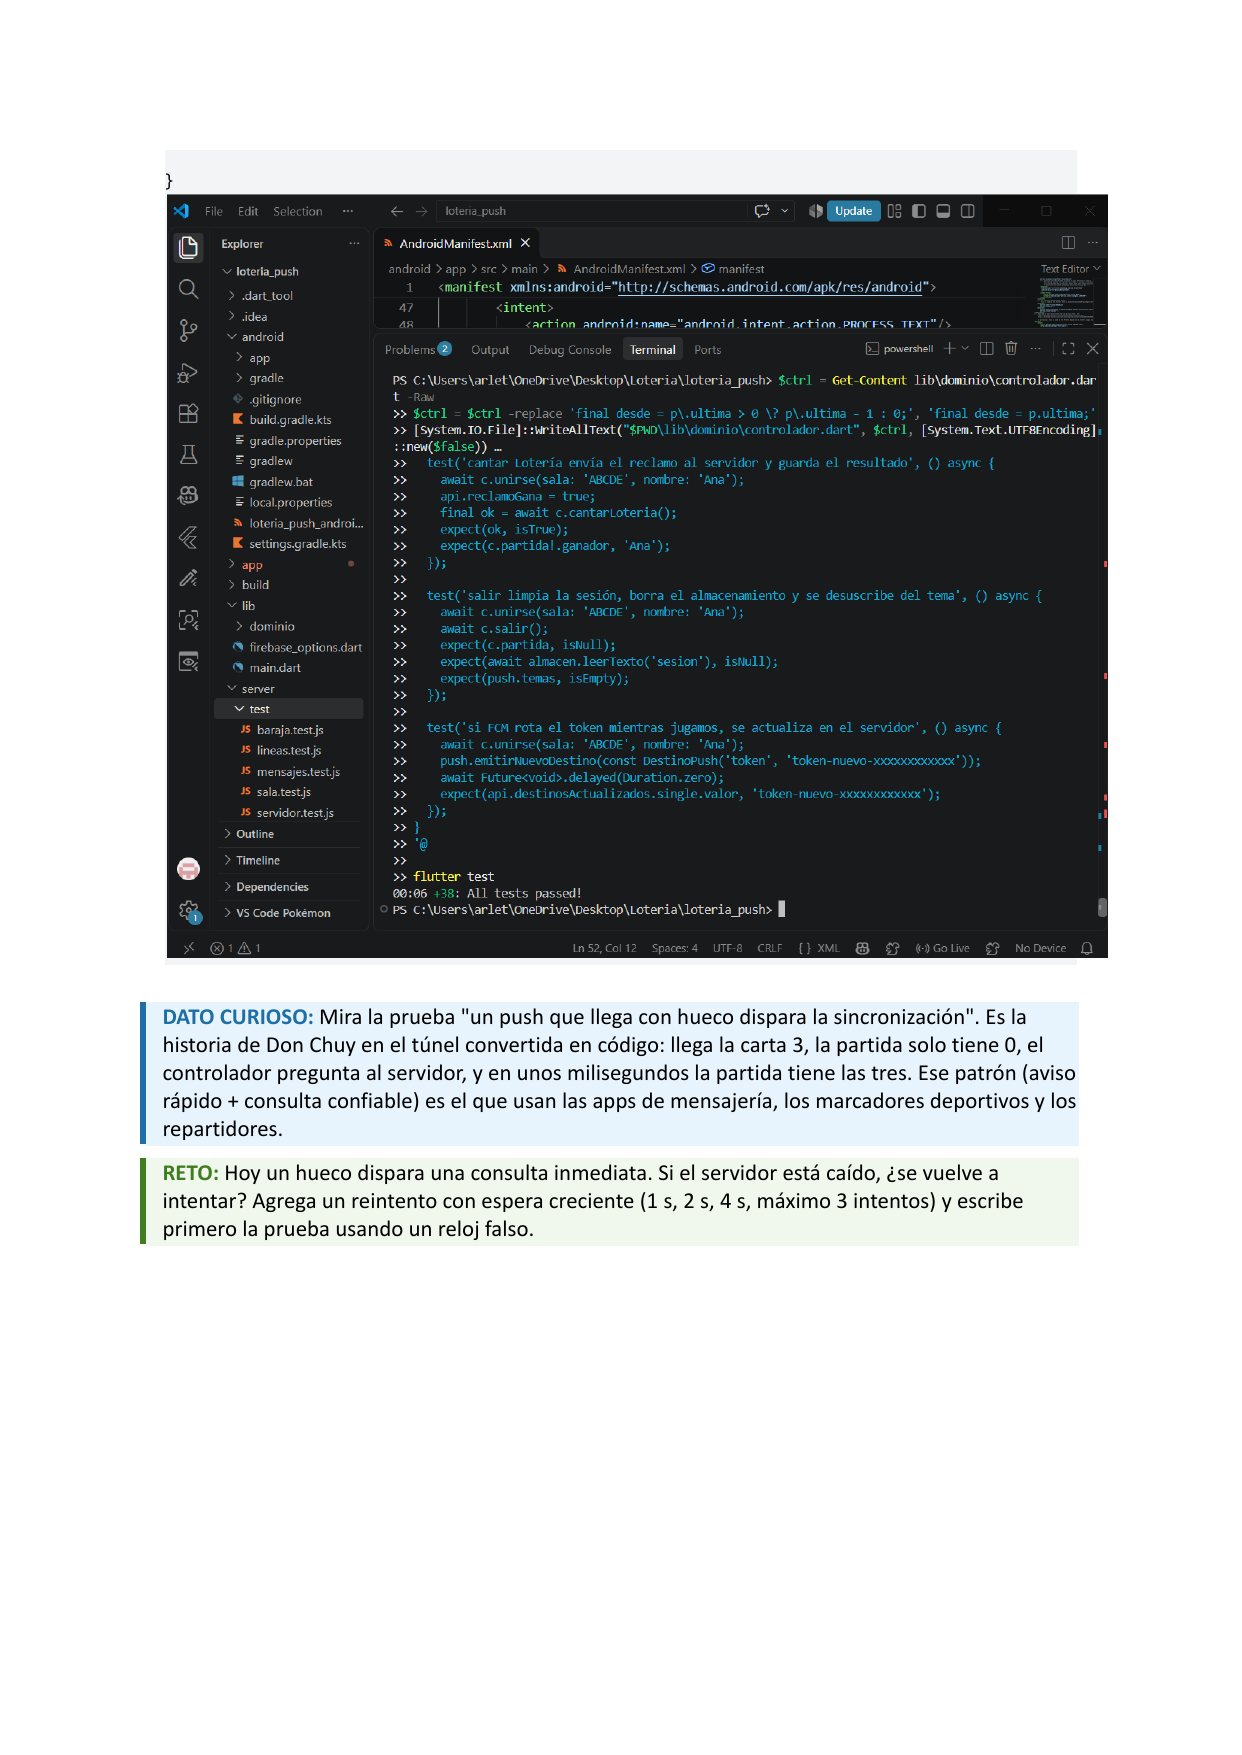 }
File Edit Selection ··· loteria_push Update
Explorer ···
loteria_push
.dart_tool
.idea
android
app
gradle
.gitignore
build.gradle.kts
gradle.properties
gradlew
gradlew.bat
local.properties
loteria_push_androi...
settings.gradle.kts
app
build
lib
dominio
firebase_options.dart
main.dart
server
test
JS baraja.test.js
JS lineas.test.js
JS mensajes.test.js
JS sala.test.js
JS servidor.test.js
Outline
Timeline
Dependencies
VS Code Pokémon
AndroidManifest.xml
android > app > src > main > AndroidManifest.xml > manifest
Text Editor
1 <manifest xmlns:android="http://schemas.android.com/apk/res/android">
47 <intent>
48 <action android:name="android.intent.action.PROCESS_TEXT"/>
Problems 2 Output Debug Console Terminal Ports powershell
PS C:\Users\arlet\OneDrive\Desktop\Loteria\loteria_push> $ctrl = Get-Content lib\dominio\controlador.dar
t -Raw
>> $ctrl = $ctrl -replace 'final desde = p\.ultima > 0 \? p\.ultima - 1 : 0;', 'final desde = p.ultima;'
>> [System.IO.File]::WriteAllText("$PWD\lib\dominio\controlador.dart", $ctrl, [System.Text.UTF8Encoding]
::new($false)) …
>> test('cantar Lotería envía el reclamo al servidor y guarda el resultado', () async {
>> await c.unirse(sala: 'ABCDE', nombre: 'Ana');
>> api.reclamoGana = true;
>> final ok = await c.cantarLoteria();
>> expect(ok, isTrue);
>> expect(c.partida!.ganador, 'Ana');
>> });
>>
>> test('salir limpia la sesión, borra el almacenamiento y se desuscribe del tema', () async {
>> await c.unirse(sala: 'ABCDE', nombre: 'Ana');
>> await c.salir();
>> expect(c.partida, isNull);
>> expect(await almacen.leerTexto('sesion'), isNull);
>> expect(push.temas, isEmpty);
>> });
>>
>> test('si FCM rota el token mientras jugamos, se actualiza en el servidor', () async {
>> await c.unirse(sala: 'ABCDE', nombre: 'Ana');
>> push.emitirNuevoDestino(const DestinoPush('token', 'token-nuevo-xxxxxxxxxxxx'));
>> await Future<void>.delayed(Duration.zero);
>> expect(api.destinosActualizados.single.valor, 'token-nuevo-xxxxxxxxxxxx');
>> });
>> }
>> '@
>>
>> flutter test
00:06 +38: All tests passed!
PS C:\Users\arlet\OneDrive\Desktop\Loteria\loteria_push>
1 1 Ln 52, Col 12 Spaces: 4 UTF-8 CRLF { } XML Go Live No Device
DATO CURIOSO: Mira la prueba "un push que llega con hueco dispara la sincronización". Es la
historia de Don Chuy en el túnel convertida en código: llega la carta 3, la partida solo tiene 0, el
controlador pregunta al servidor, y en unos milisegundos la partida tiene las tres. Ese patrón (aviso
rápido + consulta confiable) es el que usan las apps de mensajería, los marcadores deportivos y los
repartidores.
RETO: Hoy un hueco dispara una consulta inmediata. Si el servidor está caído, ¿se vuelve a
intentar? Agrega un reintento con espera creciente (1 s, 2 s, 4 s, máximo 3 intentos) y escribe
primero la prueba usando un reloj falso.